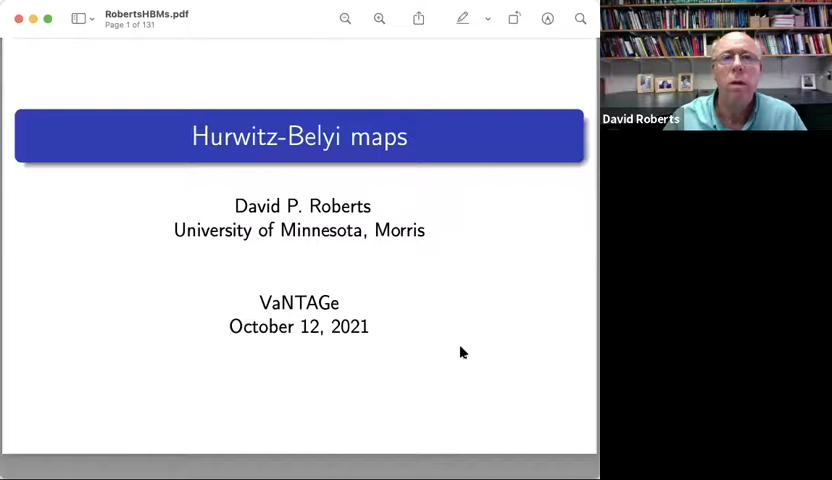 RobertsHBMs.pdf
Page 1 of 131
David Roberts
Hurwitz-Belyi maps
David P. Roberts
University of Minnesota, Morris
VaNTAGe
October 12, 2021